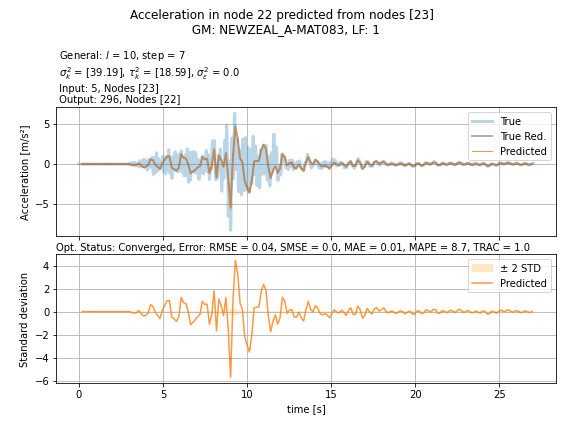 Acceleration in node 22 predicted from nodes [23]
GM: NEWZEAL_A-MAT083, LF: 1
General: l = 10, step = 7
σ²ₖ = [39.19], τ²ₖ = [18.59], σ²ε = 0.0
Input: 5, Nodes [23]
Output: 296, Nodes [22]
Acceleration [m/s²]
5
0
−5
True
True Red.
Predicted
Opt. Status: Converged, Error: RMSE = 0.04, SMSE = 0.0, MAE = 0.01, MAPE = 8.7, TRAC = 1.0
Standard deviation
4
2
0
−2
−4
−6
± 2 STD
Predicted
0 5 10 15 20 25
time [s]